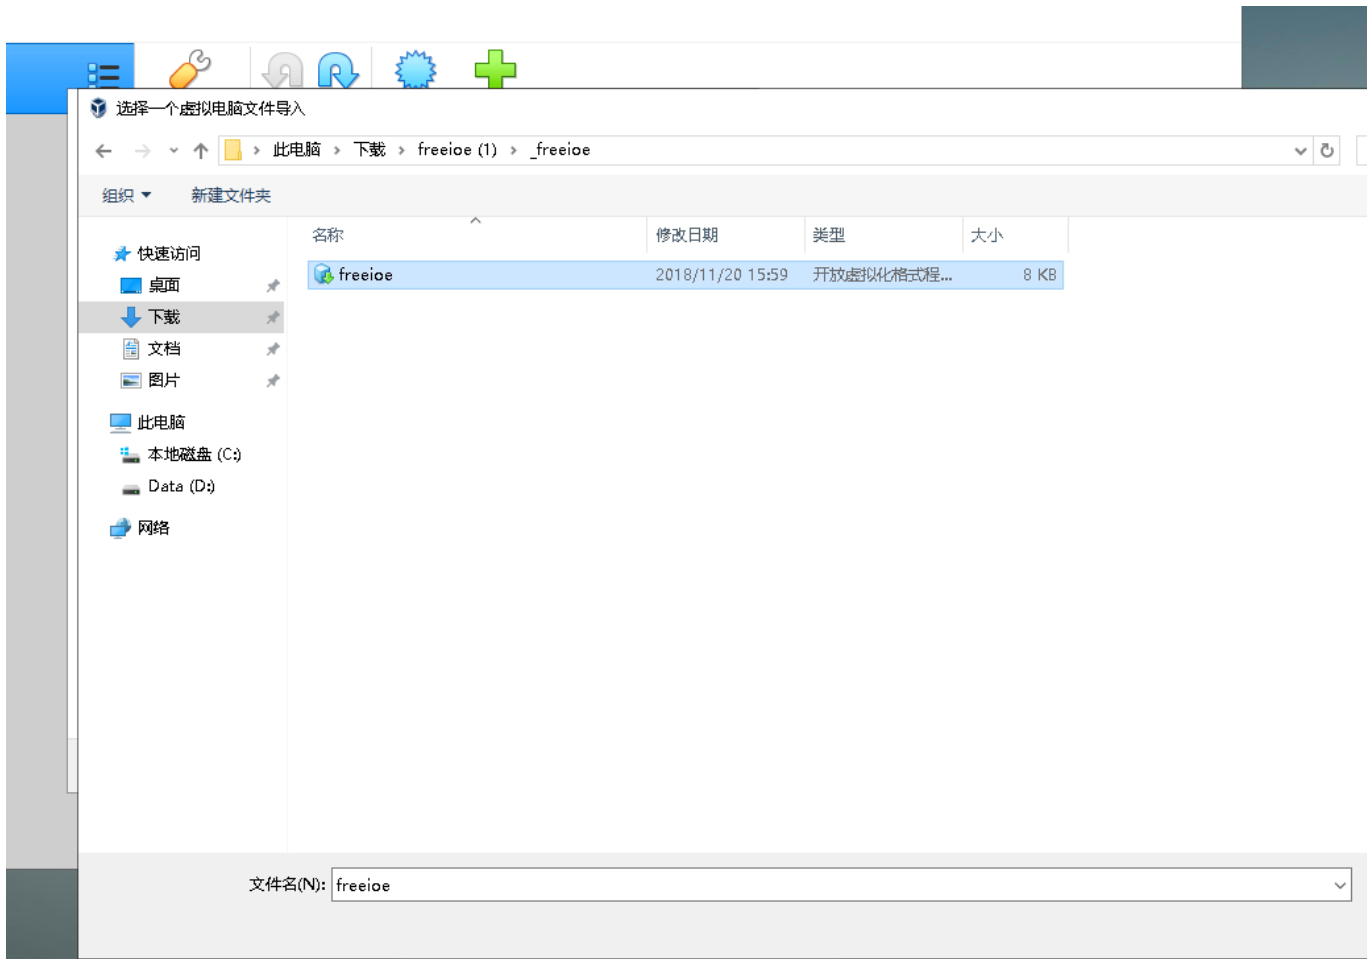 选择一个虚拟电脑文件导入
此电脑 › 下载 › freeioe (1) › _freeioe
组织 新建文件夹
名称 修改日期 类型 大小
快速访问
freeioe 2018/11/20 15:59 开放虚拟化格式程... 8 KB
桌面
下载
文档
图片
此电脑
本地磁盘 (C:)
Data (D:)
网络
文件名(N): freeioe